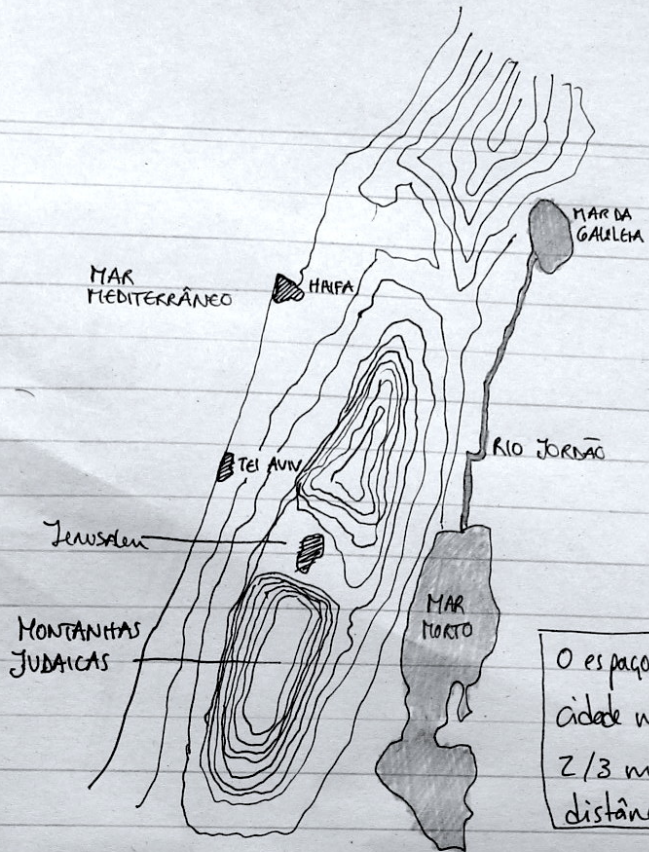 MAR DA
GALILEIA
MAR
MEDITERRÂNEO
HAIFA
TEL AVIV
RIO JORDÃO
Jerusalem
MAR
MORTO
MONTANHAS
JUDAICAS
O espaço
cidade
2/3